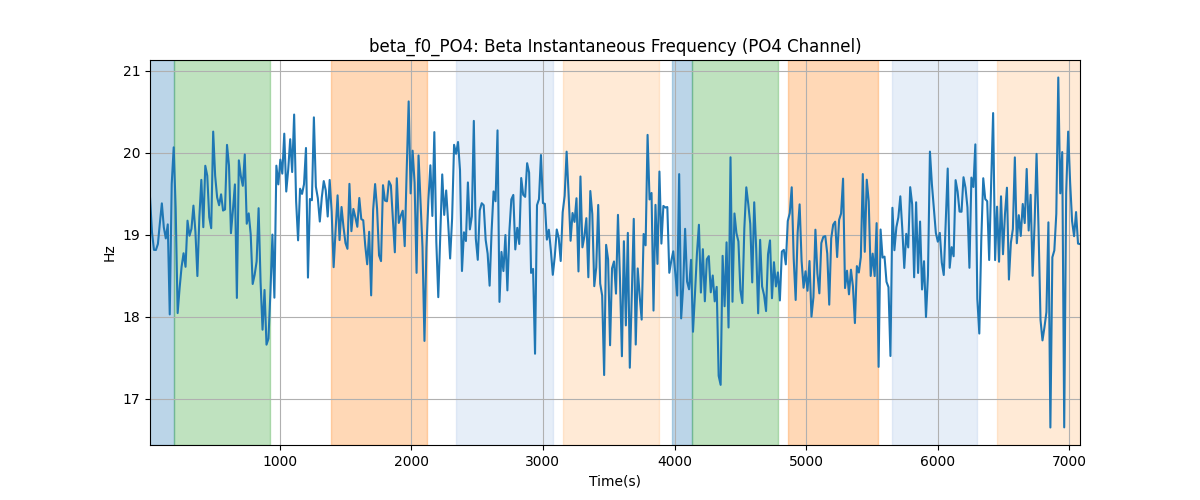 beta_f0_PO4: Beta Instantaneous Frequency (PO4 Channel)
21
20
19
18
17
Hz
1000 2000 3000 4000 5000 6000 7000
Time(s)